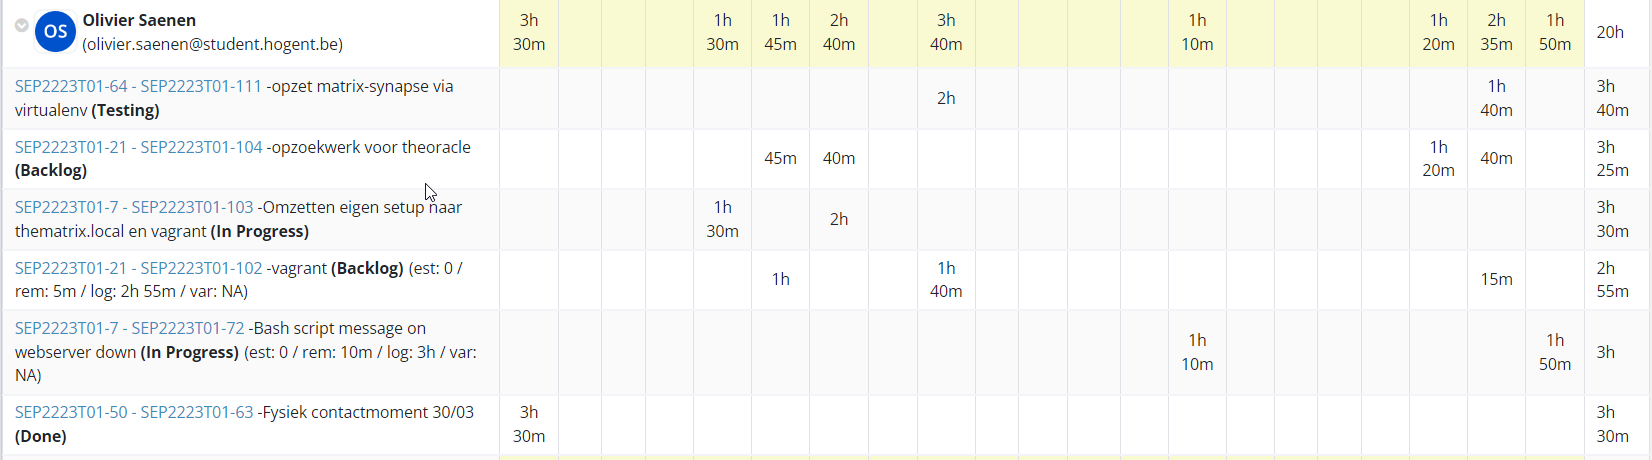 OS
Olivier Saenen
(olivier.saenen@student.hogent.be)
3h 30m
1h 30m
1h 45m
2h 40m
3h 40m
1h 10m
1h 20m
2h 35m
1h 50m
20h
SEP2223T01-64 - SEP2223T01-111 -opzet matrix-synapse via
virtualenv (Testing)
2h
1h 40m
3h 40m
SEP2223T01-21 - SEP2223T01-104 -opzoekwerk voor theoracle
(Backlog)
45m
40m
1h 20m
40m
3h 25m
SEP2223T01-7 - SEP2223T01-103 -Omzetten eigen setup naar
thematrix.local en vagrant (In Progress)
1h 30m
2h
3h 30m
SEP2223T01-21 - SEP2223T01-102 -vagrant (Backlog) (est: 0 /
rem: 5m / log: 2h 55m / var: NA)
1h
1h 40m
15m
2h 55m
SEP2223T01-7 - SEP2223T01-72 -Bash script message on
webserver down (In Progress) (est: 0 / rem: 10m / log: 3h / var:
NA)
1h 10m
1h 50m
3h
SEP2223T01-50 - SEP2223T01-63 -Fysiek contactmoment 30/03
(Done)
3h 30m
3h 30m